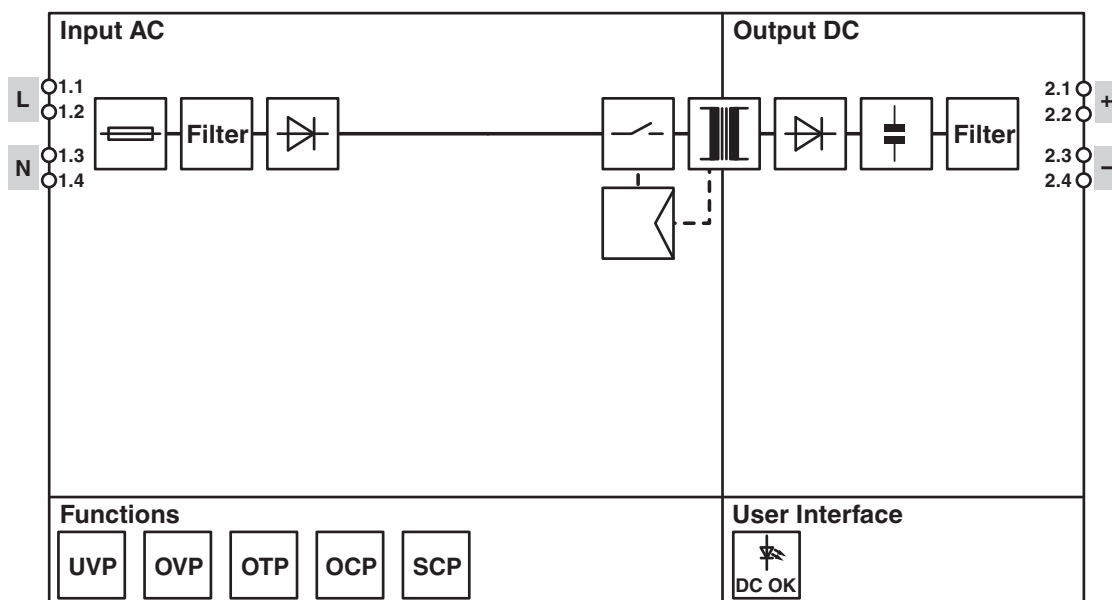 Input AC
Output DC
L
1.1
1.2
N
1.3
1.4
Filter
Filter
2.1
2.2
+
2.3
2.4
–
Functions
UVP
OVP
OTP
OCP
SCP
User Interface
DC OK